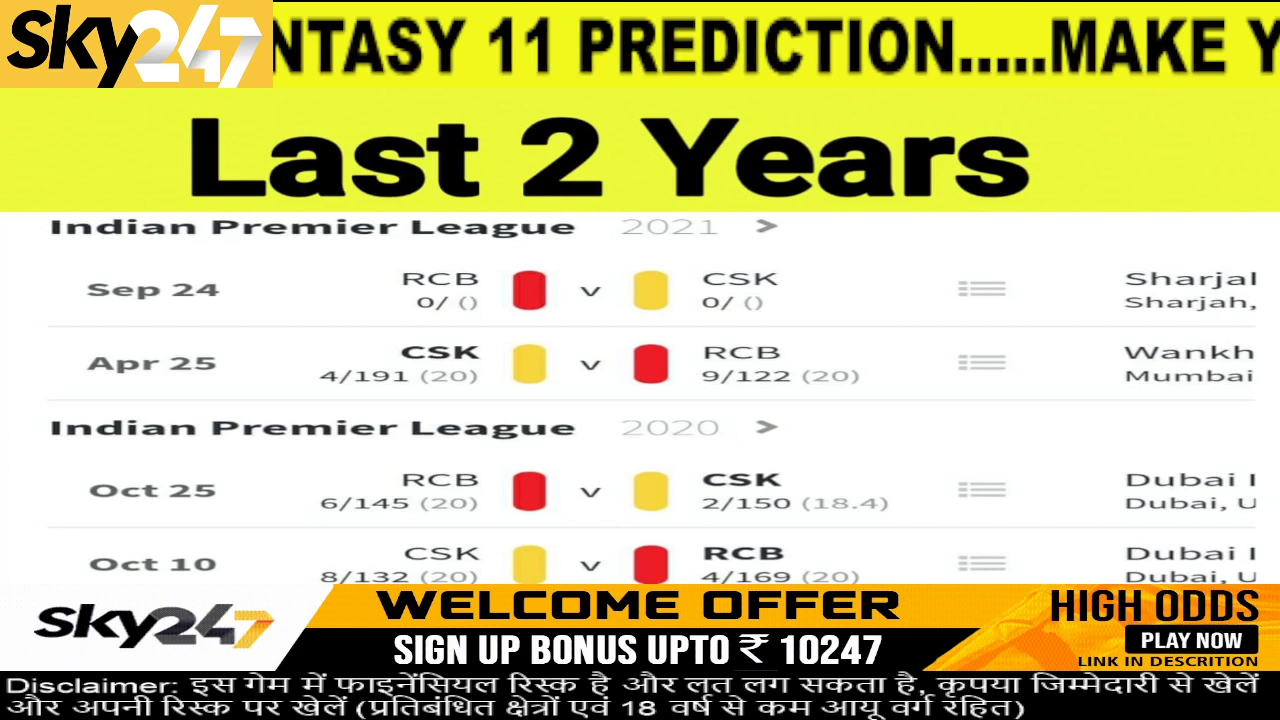 Sky247
NTASY 11 PREDICTION.....MAKE Y
Last 2 Years
Indian Premier League 2021 >
Sep 24 RCB v CSK Sharjal
0/ () 0/ () Sharjah,
Apr 25 CSK v RCB Wankh
4/191 (20) 9/122 (20) Mumbai
Indian Premier League 2020 >
Oct 25 RCB v CSK Dubai I
6/145 (20) 2/150 (18.4) Dubai, U
Oct 10 CSK v RCB Dubai I
8/132 (20) 4/169 (20) Dubai, U
Sky247
WELCOME OFFER
SIGN UP BONUS UPTO ₹ 10247
HIGH ODDS
PLAY NOW
LINK IN DESCRITION
Disclaimer: इस गेम में फाइनेंसियल रिस्क है और लत लग सकता है, कृपया जिम्मेदारी से खेलें
और अपनी रिस्क पर खेलें (प्रतिबंधित क्षेत्रों एवं 18 वर्ष से कम आयू वर्ग रहित)